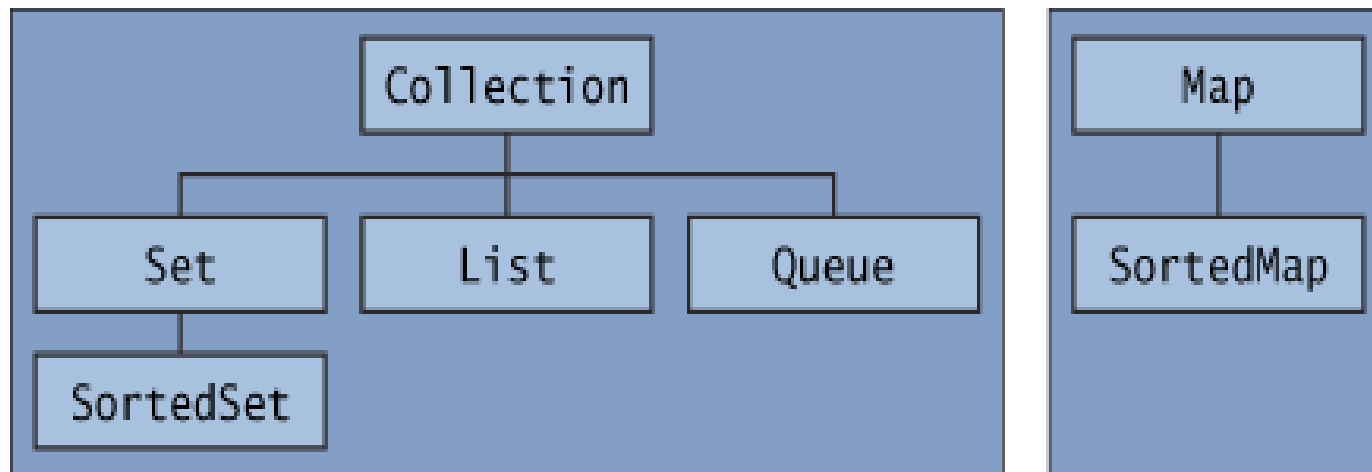 Collection
Map
Set
List
Queue
SortedMap
SortedSet